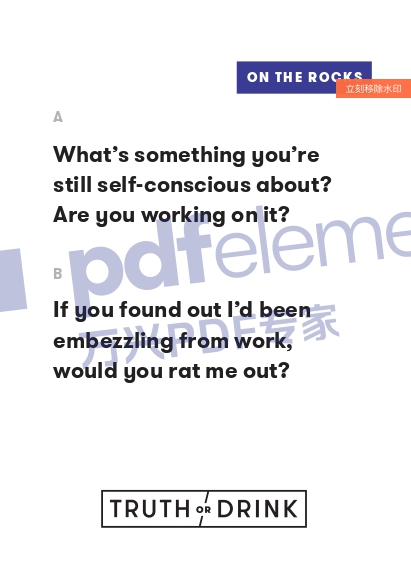 ON THE ROCKS
立刻移除水印
A
What's something you're
still self-conscious about?
Are you working on it?
pdfeleme
B
If you found out I'd been
embezzling from work,
would you rat me out?
万兴PDF专家
TRUTH OR DRINK